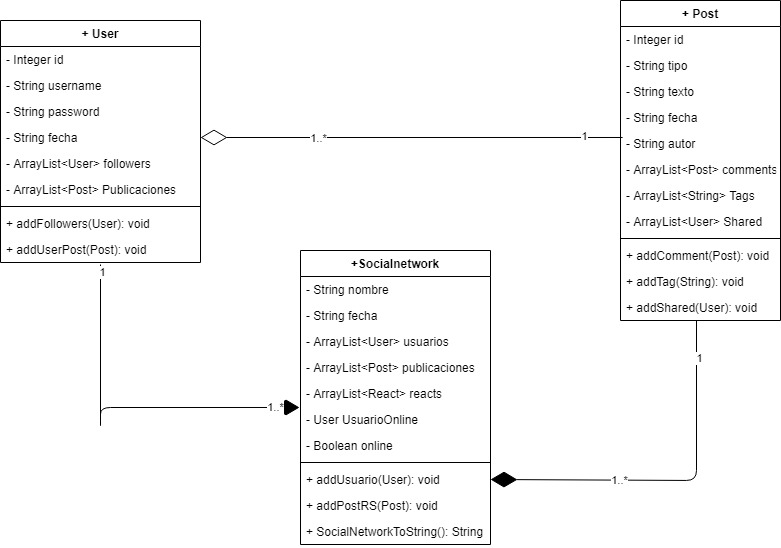 + User
- Integer id
- String username
- String password
- String fecha
- ArrayList<User> followers
- ArrayList<Post> Publicaciones
+ addFollowers(User): void
+ addUserPost(Post): void
1
1..*
1
+ Post
- Integer id
- String tipo
- String texto
- String fecha
- String autor
- ArrayList<Post> comments
- ArrayList<String> Tags
- ArrayList<User> Shared
+ addComment(Post): void
+ addTag(String): void
+ addShared(User): void
1
+Socialnetwork
- String nombre
- String fecha
- ArrayList<User> usuarios
- ArrayList<Post> publicaciones
- ArrayList<React> reacts
- User UsuarioOnline
- Boolean online
+ addUsuario(User): void
+ addPostRS(Post): void
+ SocialNetworkToString(): String
1..*
1..*